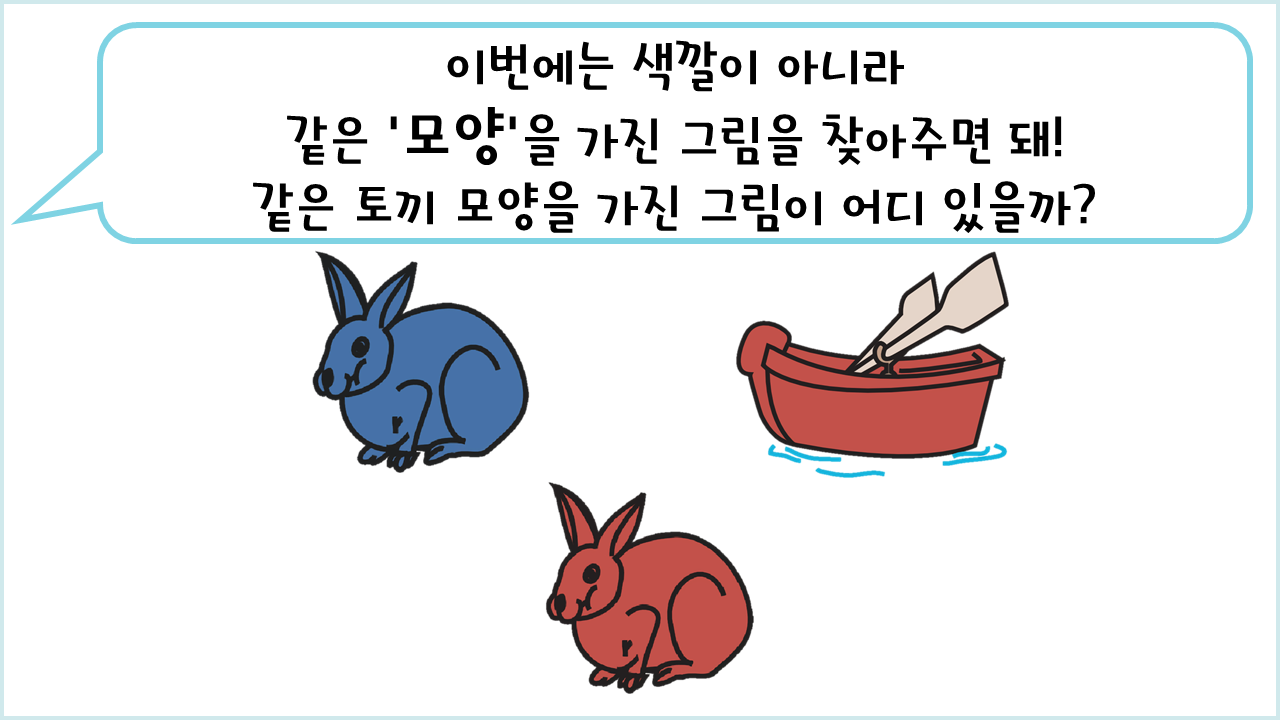 이번에는 색깔이 아니라
같은 '모양'을 가진 그림을 찾아주면 돼!
같은 토끼 모양을 가진 그림이 어디 있을까?